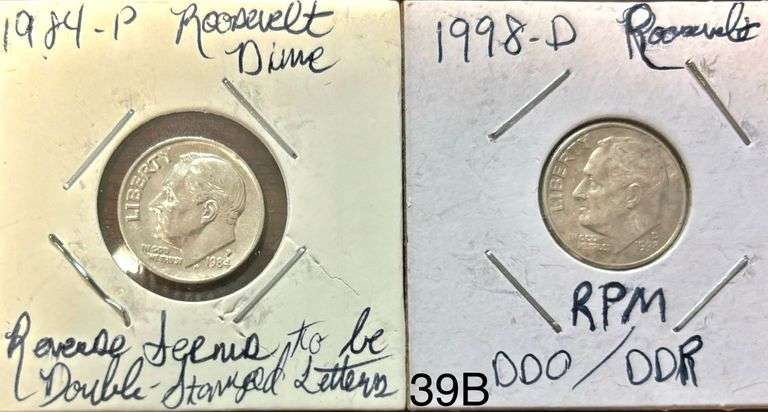 1984-P Roosevelt
Dime
LIBERTY
IN GOD
WE TRUST
P
1984
Reverse seems to be
Double-Stamped Letters
1998-D Roosevelt
LIBERTY
IN GOD
WE TRUST
D
RPM
DDO/DDR
39B